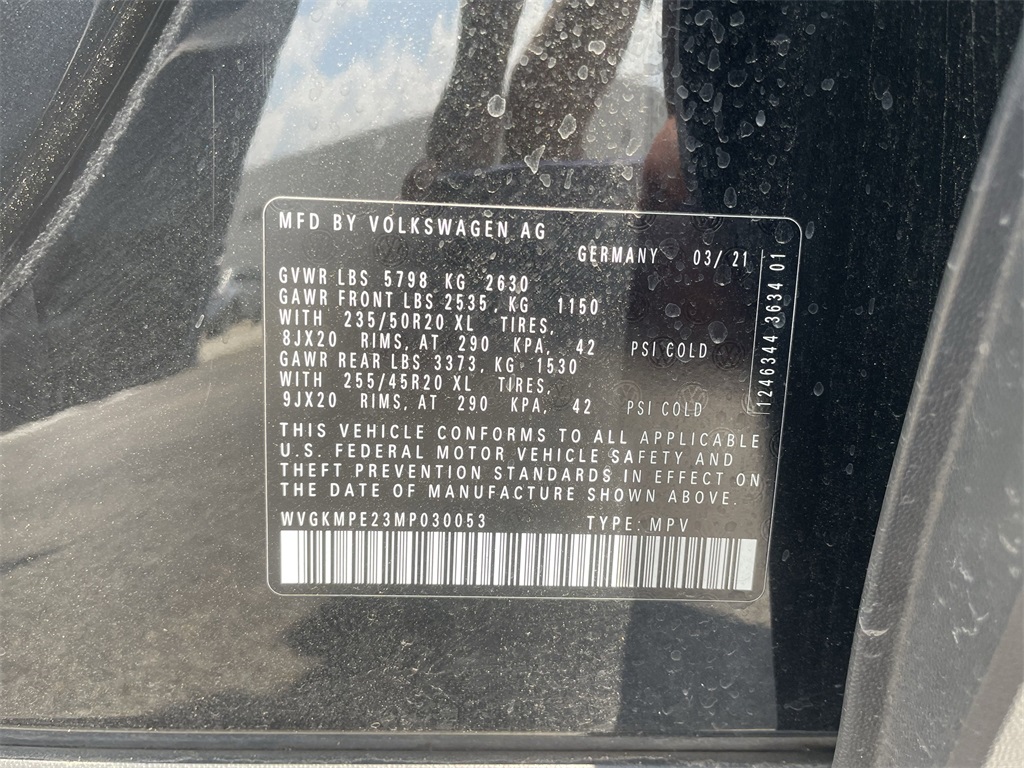 MFD BY VOLKSWAGEN AG
GERMANY 03/ 21
GVWR LBS 5798 KG 2630
GAWR FRONT LBS 2535, KG 1150
WITH 235/50R20 XL TIRES,
8JX20 RIMS, AT 290 KPA, 42 PSI COLD
GAWR REAR LBS 3373, KG 1530
WITH 255/45R20 XL TIRES,
9JX20 RIMS, AT 290 KPA, 42 PSI COLD
THIS VEHICLE CONFORMS TO ALL APPLICABLE
U.S. FEDERAL MOTOR VEHICLE SAFETY AND
THEFT PREVENTION STANDARDS IN EFFECT ON
THE DATE OF MANUFACTURE SHOWN ABOVE.
WVGKMPE23MP030053 TYPE: MPV
1246344 3634 01